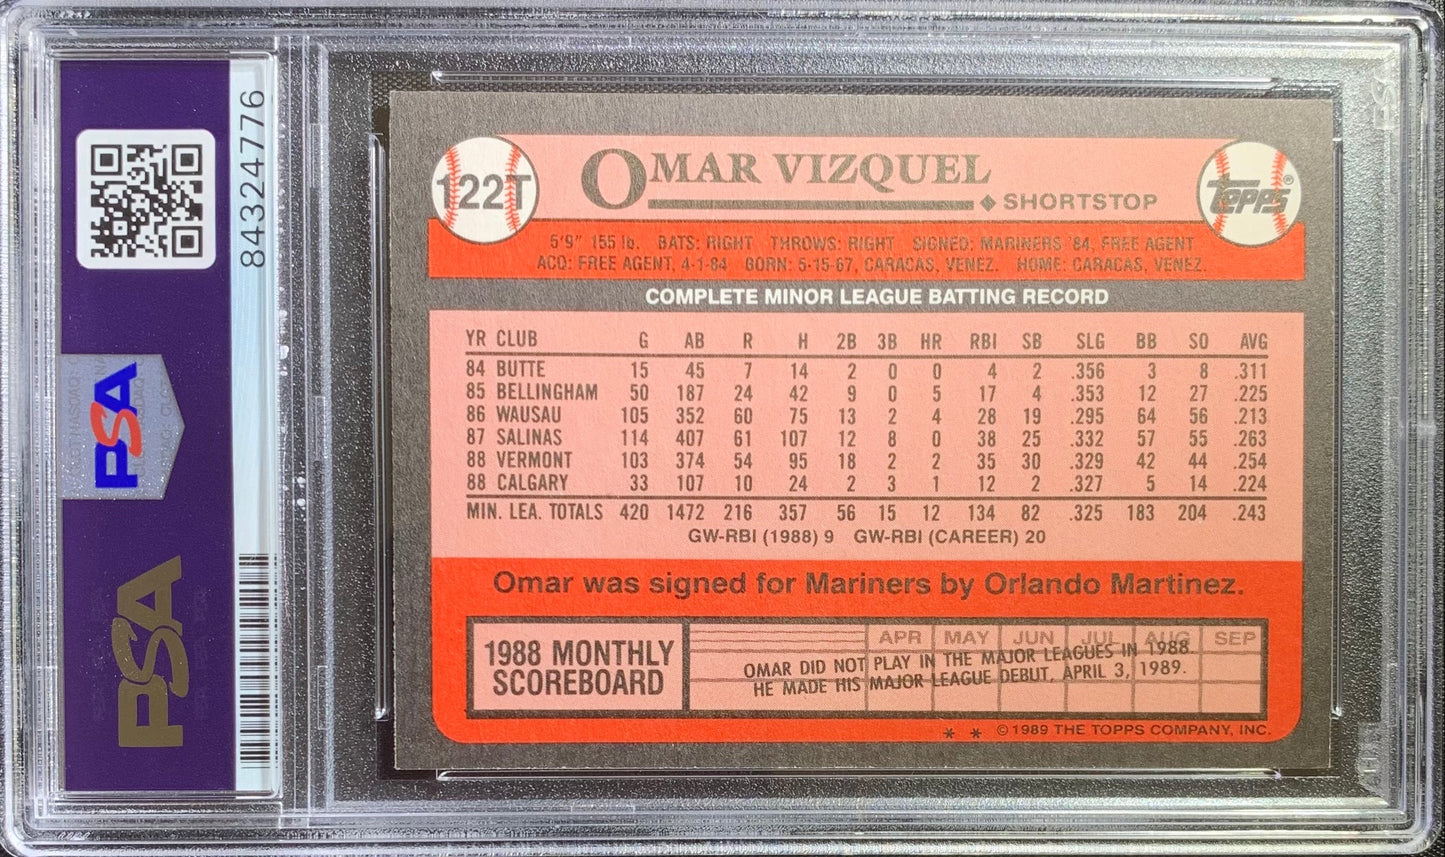 84324776
PSA
PSA
122T
OMAR VIZQUEL
◆ SHORTSTOP
TOPPS®
5'9" 155 lb. BATS: RIGHT THROWS: RIGHT SIGNED: MARINERS '84, FREE AGENT
ACQ: FREE AGENT, 4-1-84 BORN: 5-15-67, CARACAS, VENEZ. HOME: CARACAS, VENEZ.
COMPLETE MINOR LEAGUE BATTING RECORD
YR CLUB G AB R H 2B 3B HR RBI SB SLG BB SO AVG
84 BUTTE 15 45 7 14 2 0 0 4 2 .356 3 8 .311
85 BELLINGHAM 50 187 24 42 9 0 5 17 4 .353 12 27 .225
86 WAUSAU 105 352 60 75 13 2 4 28 19 .295 64 56 .213
87 SALINAS 114 407 61 107 12 8 0 38 25 .332 57 55 .263
88 VERMONT 103 374 54 95 18 2 2 35 30 .329 42 44 .254
88 CALGARY 33 107 10 24 2 3 1 12 2 .327 5 14 .224
MIN. LEA. TOTALS 420 1472 216 357 56 15 12 134 82 .325 183 204 .243
GW-RBI (1988) 9 GW-RBI (CAREER) 20
Omar was signed for Mariners by Orlando Martinez.
1988 MONTHLY
SCOREBOARD
APR MAY JUN JUL AUG SEP
OMAR DID NOT PLAY IN THE MAJOR LEAGUES IN 1988.
HE MADE HIS MAJOR LEAGUE DEBUT, APRIL 3, 1989.
* * ©1989 THE TOPPS COMPANY, INC.